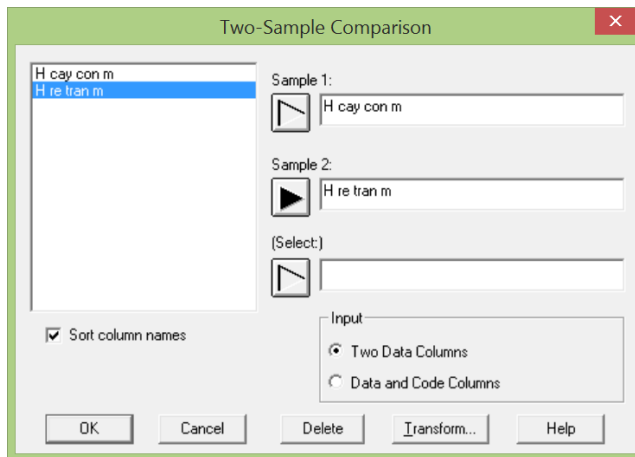 Two-Sample Comparison
H cay con m
H re tran m
Sample 1:
H cay con m
Sample 2:
H re tran m
(Select:)
Sort column names
Input
Two Data Columns
Data and Code Columns
OK
Cancel
Delete
Transform...
Help